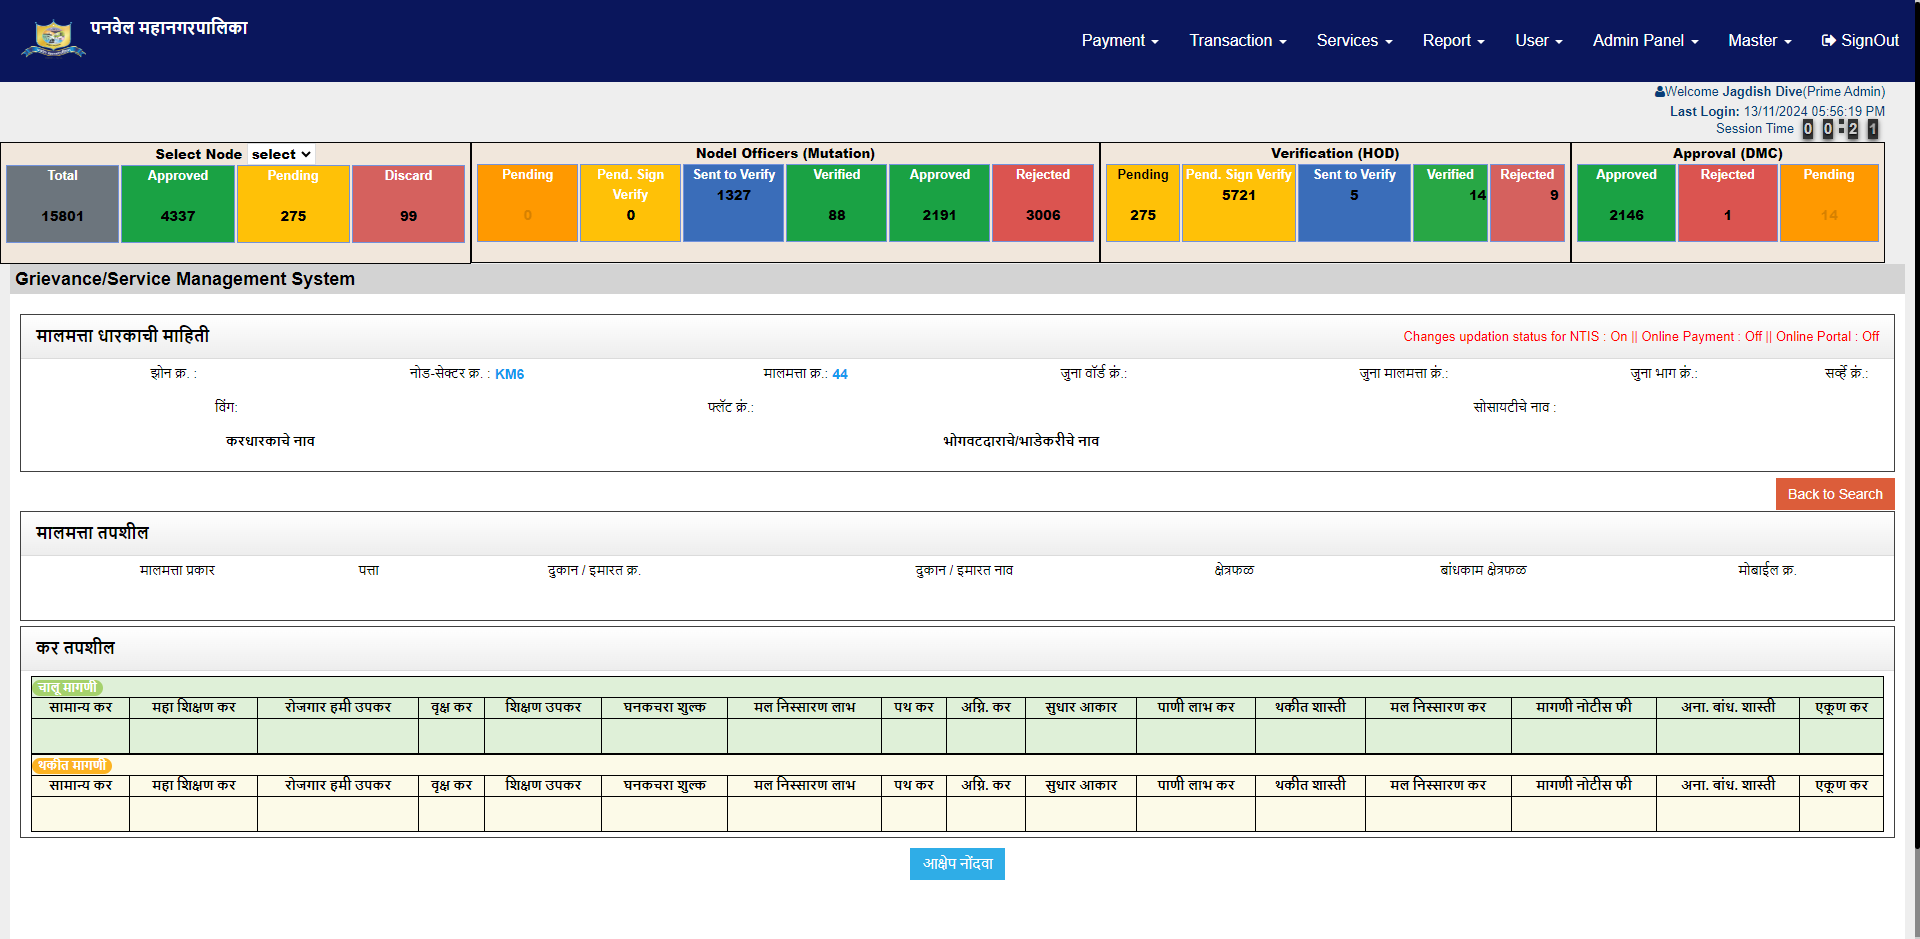 पनवेल महानगरपालिका
Payment Transaction Services Report User Admin Panel Master SignOut
Welcome Jagdish Dive(Prime Admin)
Last Login: 13/11/2024 05:56:19 PM
Session Time 00:21
Select Node select
Total Approved Pending Discard
15801 4337 275 99
Nodel Officers (Mutation)
Pending Pend. Sign Verify Sent to Verify Verified Approved Rejected
0 0 1327 88 2191 3006
Verification (HOD)
Pending Pend. Sign Verify Sent to Verify Verified Rejected
275 5721 5 14 9
Approval (DMC)
Approved Rejected Pending
2146 1 14
Grievance/Service Management System
मालमत्ता धारकाची माहिती
Changes updation status for NTIS : On || Online Payment : Off || Online Portal : Off
झोन क्र. : नोड-सेक्टर क्र. : KM6 मालमत्ता क्र.: 44 जुना वॉर्ड क्रं.: जुना मालमत्ता क्रं.: जुना भाग क्रं.: सर्व्हे क्रं.:
विंग: फ्लॅट क्रं.: सोसायटीचे नाव :
करधारकाचे नाव भोगवटदाराचे/भाडेकरीचे नाव
Back to Search
मालमत्ता तपशील
मालमत्ता प्रकार पत्ता दुकान / इमारत क्र. दुकान / इमारत नाव क्षेत्रफळ बांधकाम क्षेत्रफळ मोबाईल क्र.
कर तपशील
चालू मागणी
सामान्य कर महा शिक्षण कर रोजगार हमी उपकर वृक्ष कर शिक्षण उपकर घनकचरा शुल्क मल निस्सारण लाभ पथ कर अग्नि. कर सुधार आकार पाणी लाभ कर थकीत शास्ती मल निस्सारण कर मागणी नोटीस फी अना. बांध. शास्ती एकूण कर
थकीत मागणी
सामान्य कर महा शिक्षण कर रोजगार हमी उपकर वृक्ष कर शिक्षण उपकर घनकचरा शुल्क मल निस्सारण लाभ पथ कर अग्नि. कर सुधार आकार पाणी लाभ कर थकीत शास्ती मल निस्सारण कर मागणी नोटीस फी अना. बांध. शास्ती एकूण कर
आक्षेप नोंदवा